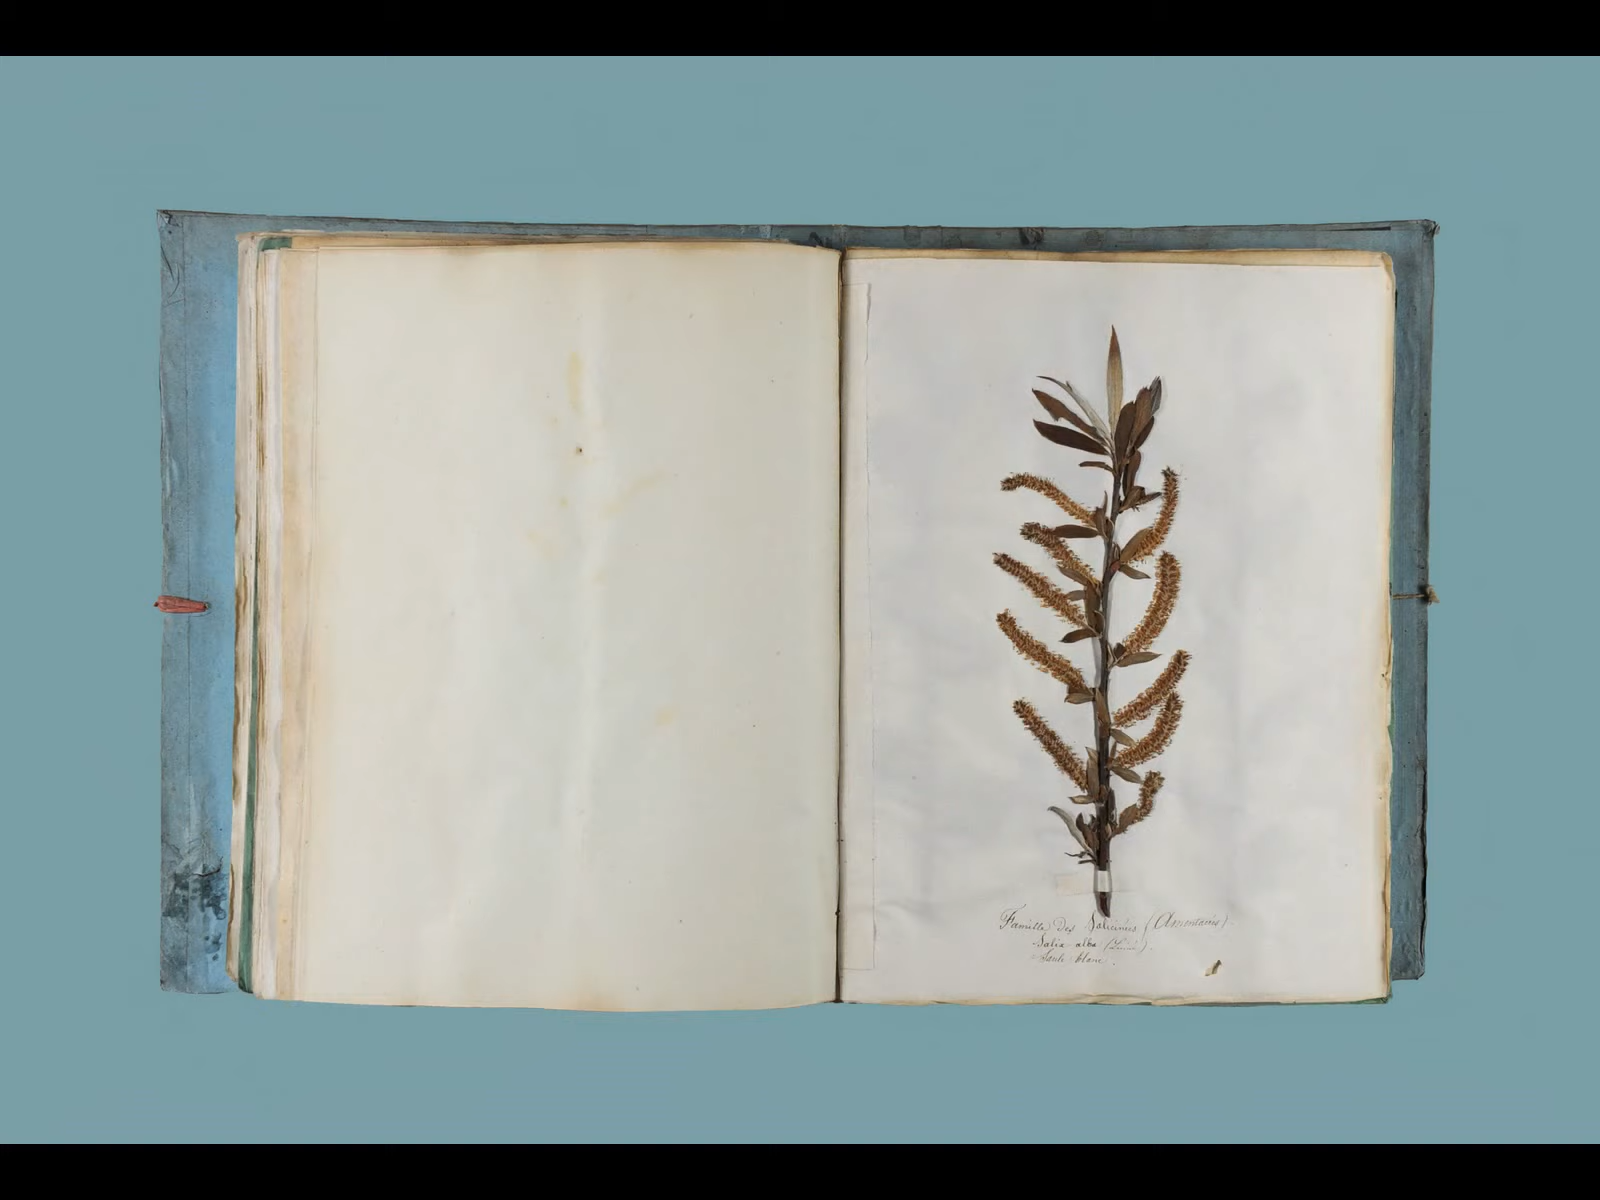 Famille Des Salicinées (Amentacées).
Salix alba (Linné).
Saule blanc.